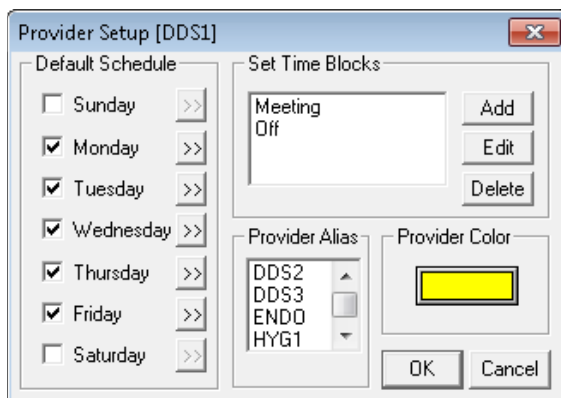 Provider Setup [DDS1]
Default Schedule
Sunday >>
Monday >>
Tuesday >>
Wednesday >>
Thursday >>
Friday >>
Saturday >>
Set Time Blocks
Meeting
Off
Add
Edit
Delete
Provider Alias
DDS2
DDS3
ENDO
HYG1
Provider Color
OK
Cancel